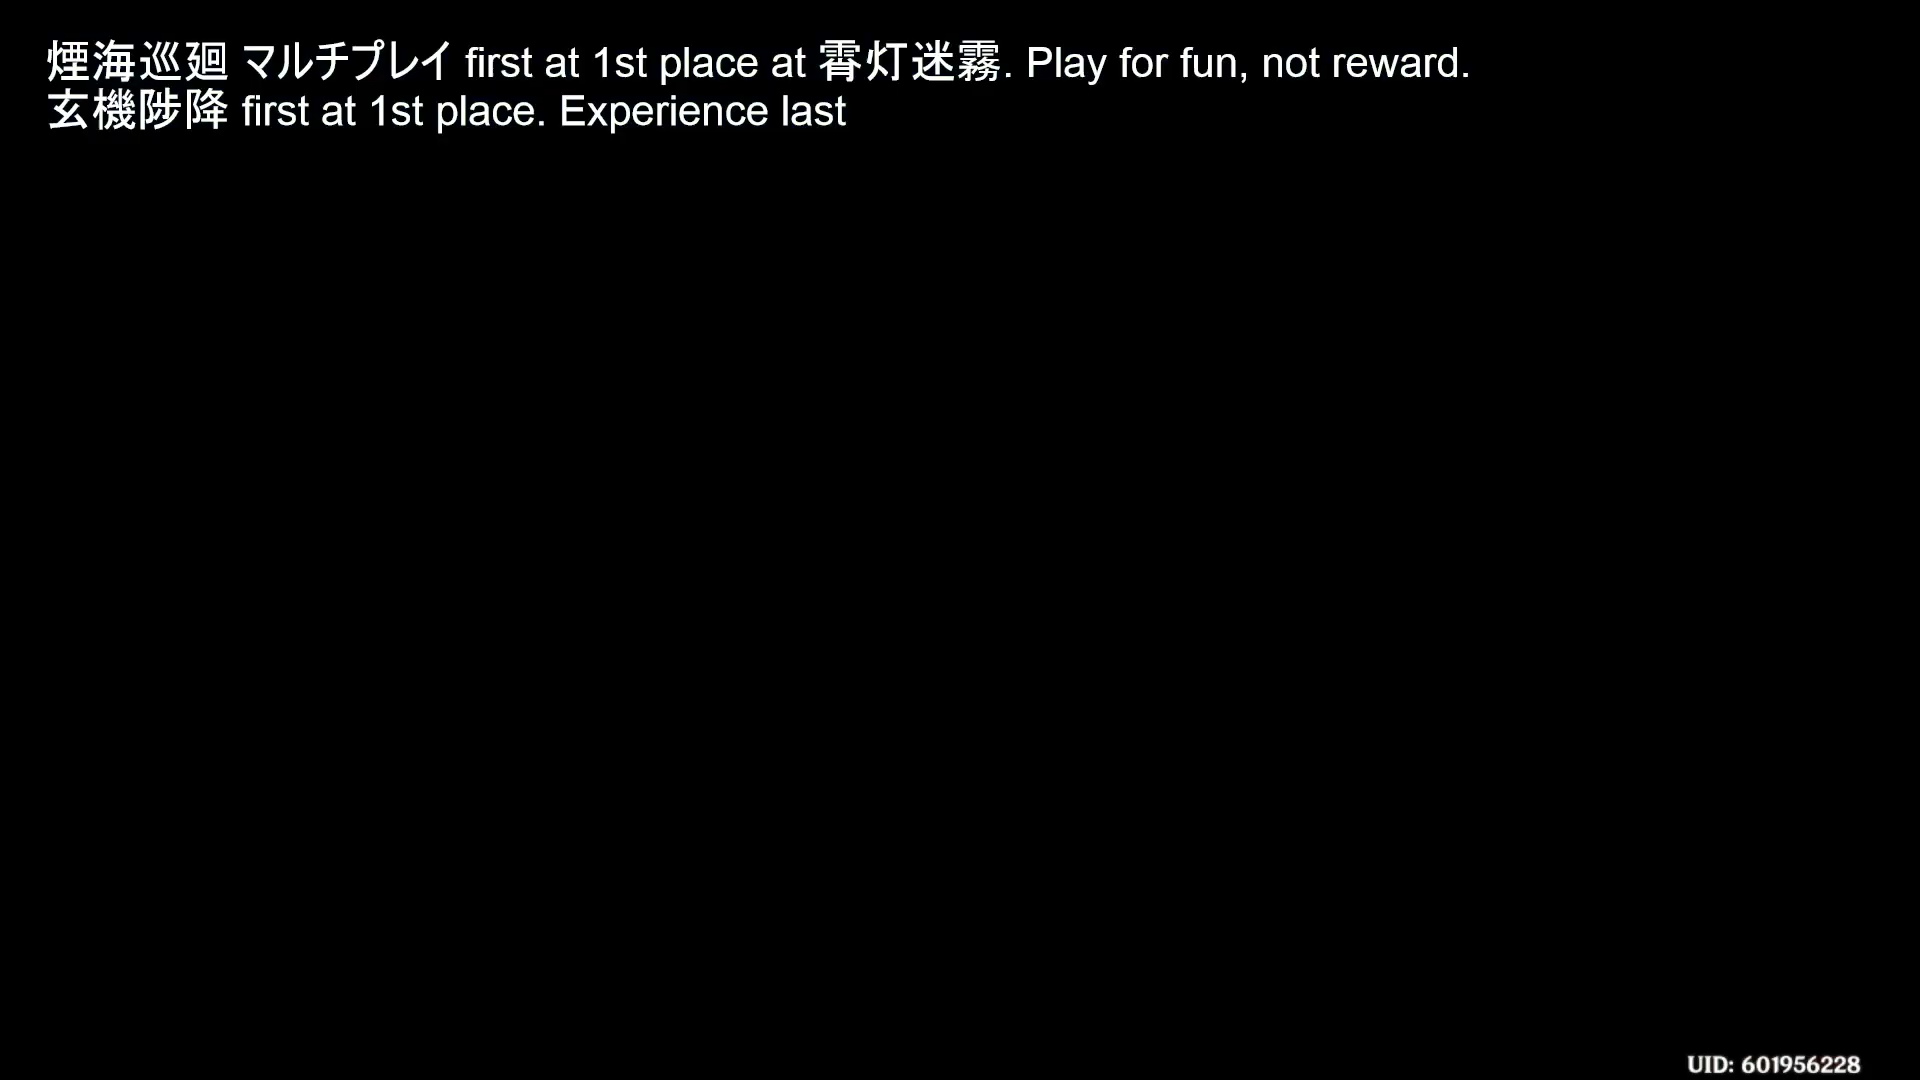 煙海巡廻 マルチプレイ first at 1st place at 霄灯迷霧. Play for fun, not reward.
玄機陟降 first at 1st place. Experience last
UID: 601956228